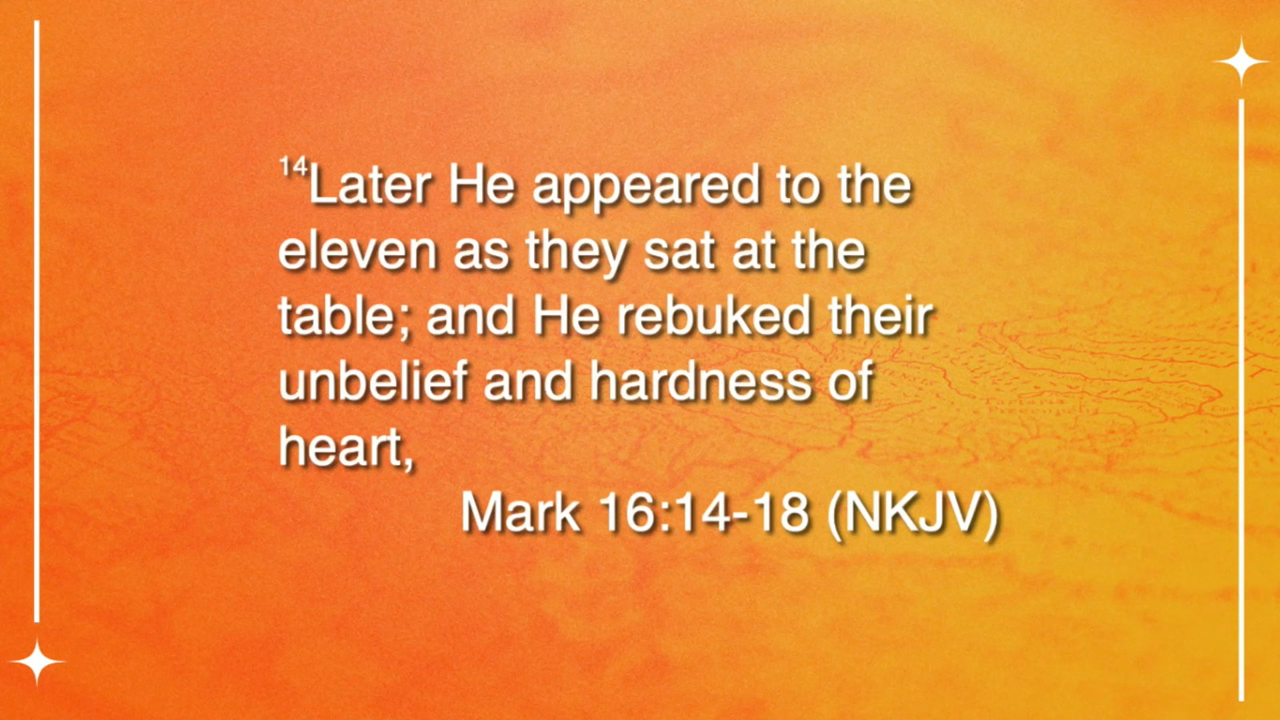 14Later He appeared to the
eleven as they sat at the
table; and He rebuked their
unbelief and hardness of
heart,
Mark 16:14-18 (NKJV)